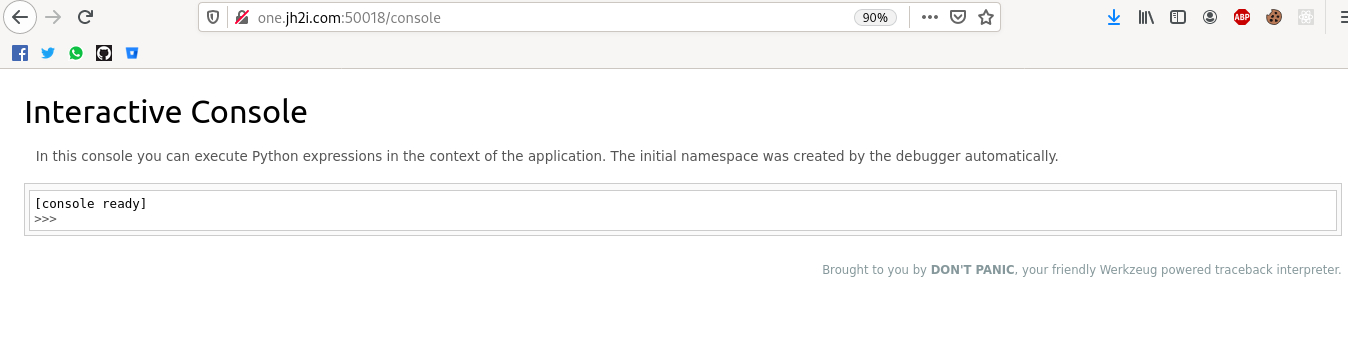 one.jh2i.com:50018/console
90%
ABP
Interactive Console
In this console you can execute Python expressions in the context of the application. The initial namespace was created by the debugger automatically.
[console ready]
>>>
Brought to you by DON'T PANIC, your friendly Werkzeug powered traceback interpreter.